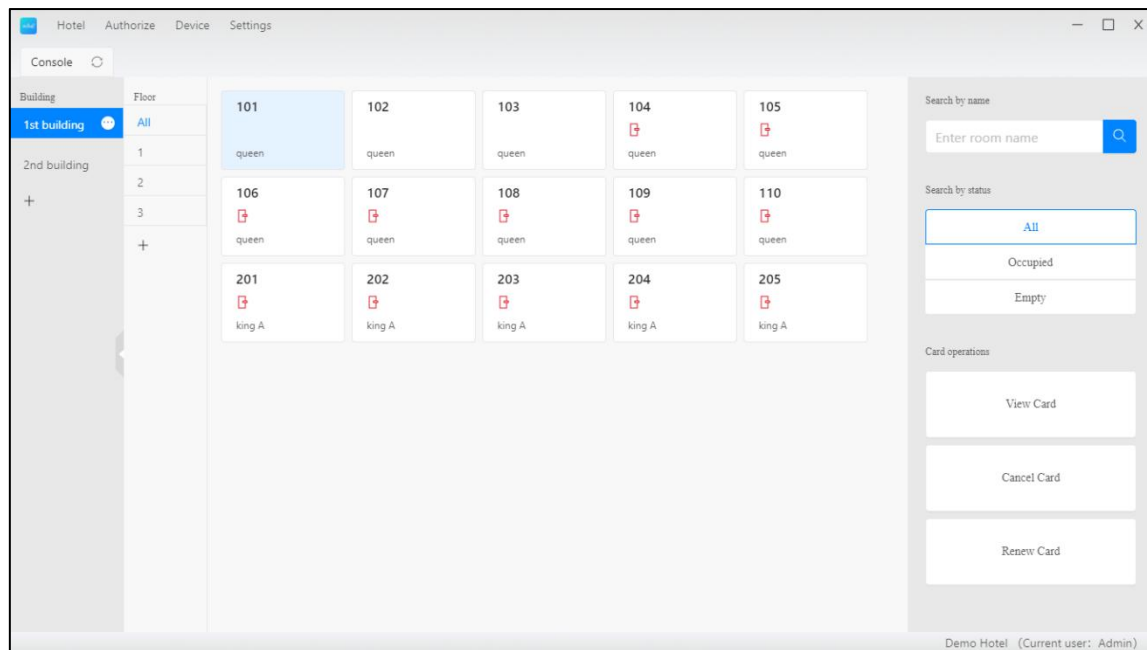 Hotel Authorize Device Settings
Console
Building
1st building
2nd building
+
Floor
All
1
2
3
+
101 102 103 104 105
queen queen queen queen queen
106 107 108 109 110
queen queen queen queen queen
201 202 203 204 205
king A king A king A king A king A
Search by name
Enter room name
Search by status
All
Occupied
Empty
Card operations
View Card
Cancel Card
Renew Card
Demo Hotel (Current user: Admin)